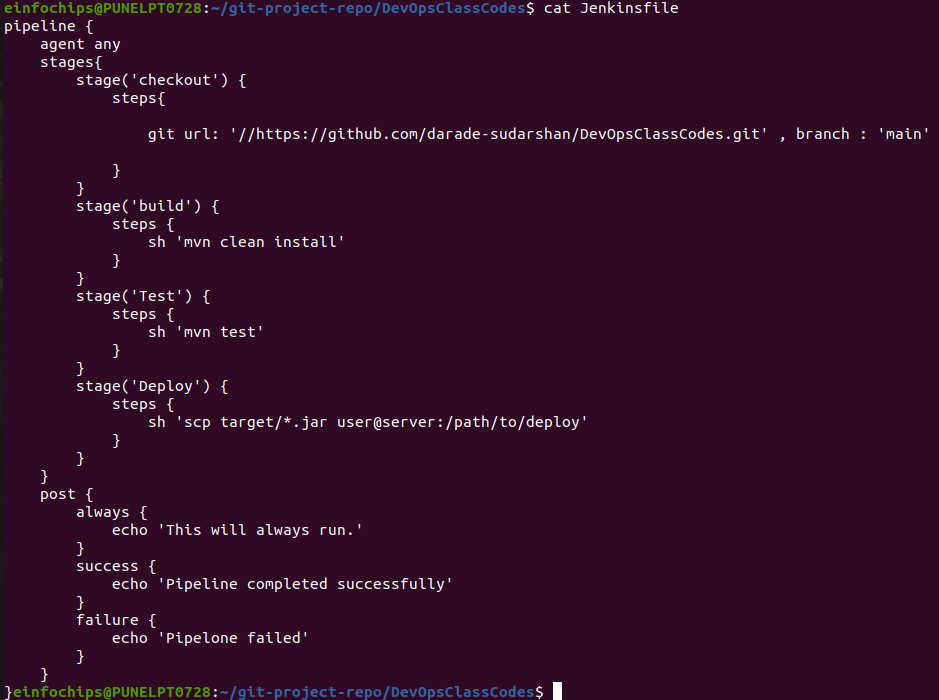 einfochips@PUNELPT0728:~/git-project-repo/DevOpsClassCodes$ cat Jenkinsfile
pipeline {
    agent any
    stages{
        stage('checkout') {
            steps{

                git url: '//https://github.com/darade-sudarshan/DevOpsClassCodes.git' , branch : 'main'

            }
        }
        stage('build') {
            steps {
                sh 'mvn clean install'
            }
        }
        stage('Test') {
            steps {
                sh 'mvn test'
            }
        }
        stage('Deploy') {
            steps {
                sh 'scp target/*.jar user@server:/path/to/deploy'
            }
        }
    }
    post {
        always {
            echo 'This will always run.'
        }
        success {
            echo 'Pipeline completed successfully'
        }
        failure {
            echo 'Pipelone failed'
        }
    }
}einfochips@PUNELPT0728:~/git-project-repo/DevOpsClassCodes$